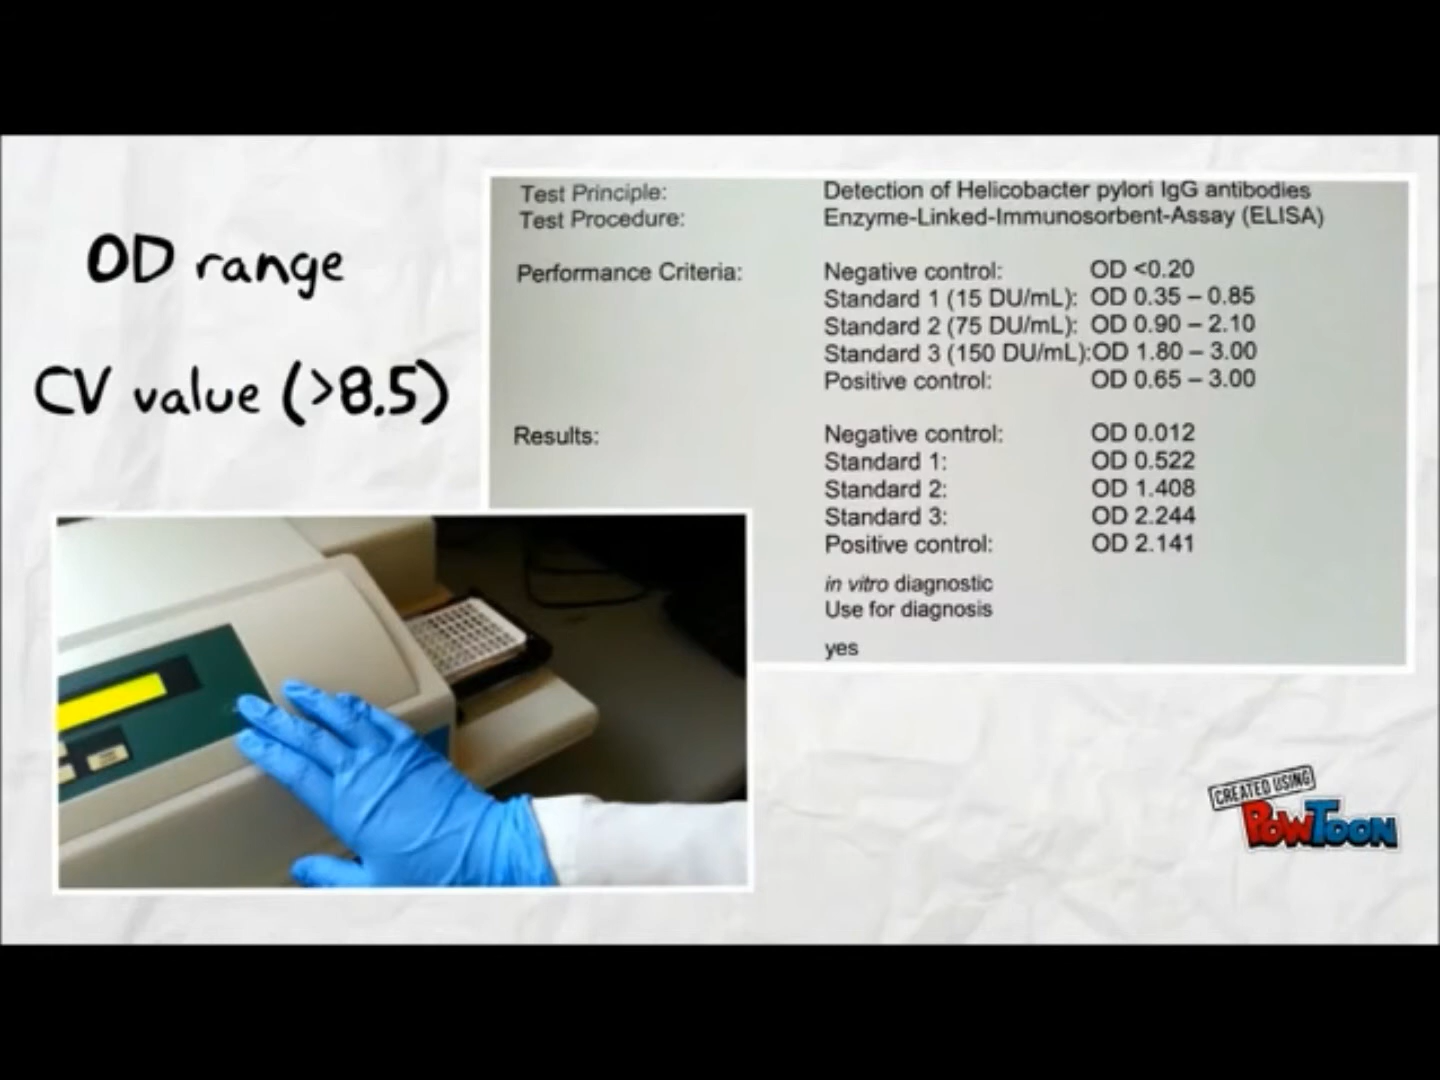 OD range
CV value (>8.5)
Test Principle: Detection of Helicobacter pylori IgG antibodies
Test Procedure: Enzyme-Linked-Immunosorbent-Assay (ELISA)
Performance Criteria: Negative control: OD <0.20
Standard 1 (15 DU/mL): OD 0.35 – 0.85
Standard 2 (75 DU/mL): OD 0.90 – 2.10
Standard 3 (150 DU/mL): OD 1.80 – 3.00
Positive control: OD 0.65 – 3.00
Results: Negative control: OD 0.012
Standard 1: OD 0.522
Standard 2: OD 1.408
Standard 3: OD 2.244
Positive control: OD 2.141
in vitro diagnostic
Use for diagnosis
yes
CREATED USING
POWTOON